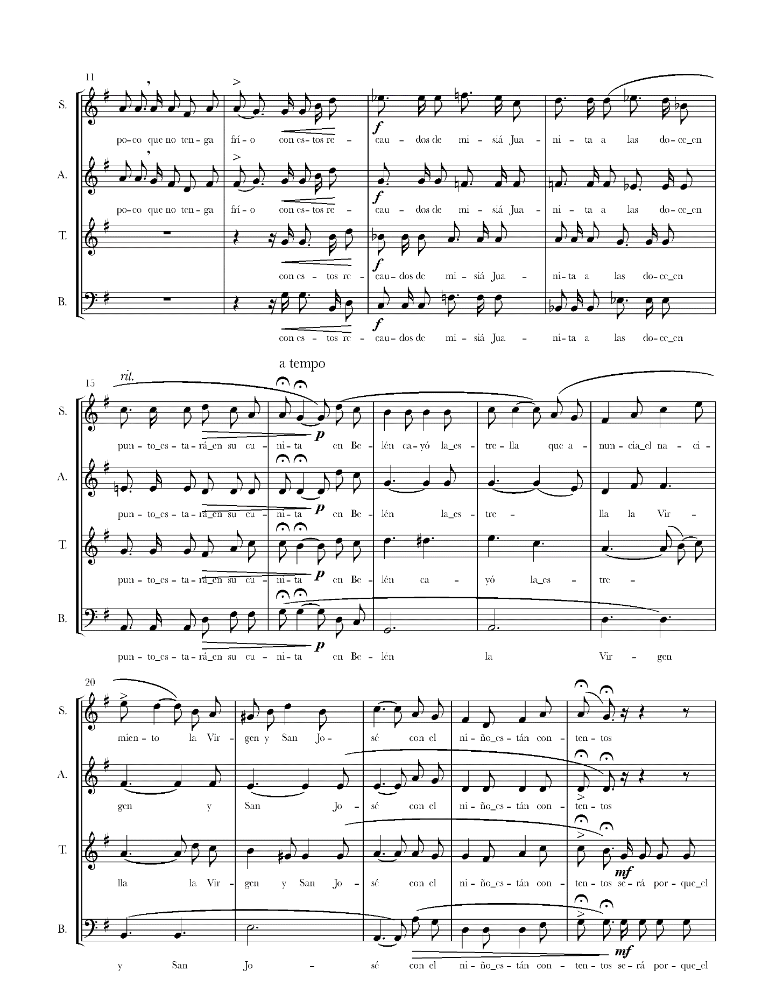 11
S.
po-co que no ten-ga frí-o con es-tos re- cau-dos de mi-siá Jua-ni-ta a las do-ce_en
f
A.
po-co que no ten-ga frí-o con es-tos re- cau-dos de mi-siá Jua-ni-ta a las do-ce_en
f
T.
con es-tos re-cau-dos de mi-siá Jua-ni-ta a las do-ce_en
f
B.
con es-tos re-cau-dos de mi-siá Jua-ni-ta a las do-ce_en
f
a tempo
rit.
15
S.
p
pun-to_es-ta-rá_en su cu-ni-ta en Be-lén ca-yó la_es-tre-lla que a-nun-cia_el na-ci-
A.
p
pun-to_es-ta-rá_en su cu-ni-ta en Be-lén la_es-tre-lla la Vir-
T.
p
pun-to_es-ta-rá_en su cu-ni-ta en Be-lén ca-yó la_es-tre-
B.
p
pun-to_es-ta-rá_en su cu-ni-ta en Be-lén la Vir-gen
20
S.
mien-to la Vir-gen y San Jo-sé con el ni-ño_es-tán con-ten-tos
A.
gen y San Jo-sé con el ni-ño_es-tán con-ten-tos
T.
mf
lla la Vir-gen y San Jo-sé con el ni-ño_es-tán con-ten-tos se-rá por-que_el
B.
mf
y San Jo-sé con el ni-ño_es-tán con-ten-tos se-rá por-que_el